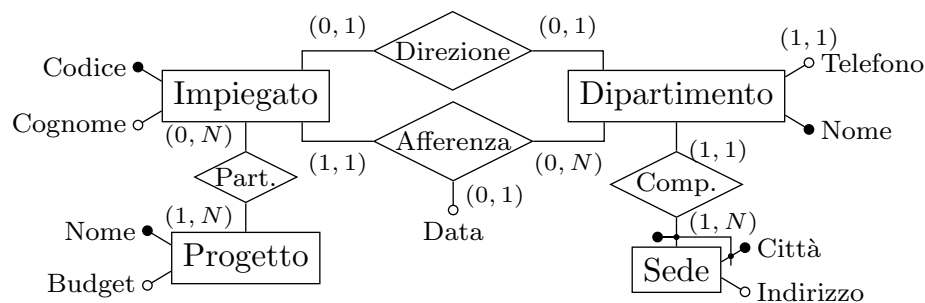 (0, 1)
(0, 1)
(1, 1)
Codice
Direzione
Telefono
Impiegato
Dipartimento
Cognome
(0, N)
Afferenza
Nome
(1, 1)
(0, N)
(1, 1)
Part.
Comp.
(0, 1)
(1, N)
(1, N)
Nome
Data
Progetto
Città
Sede
Budget
Indirizzo